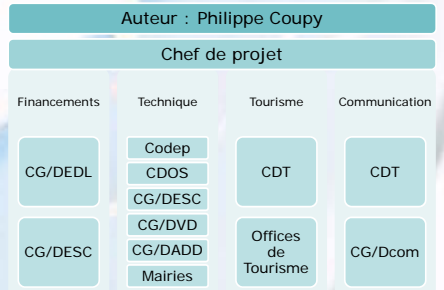 Auteur : Philippe Coupy
Chef de projet
Financements
Technique
Tourisme
Communication
CG/DEDL
CG/DESC
Codep
CDOS
CG/DESC
CG/DVD
CG/DADD
Mairies
CDT
Offices
de
Tourisme
CDT
CG/Dcom